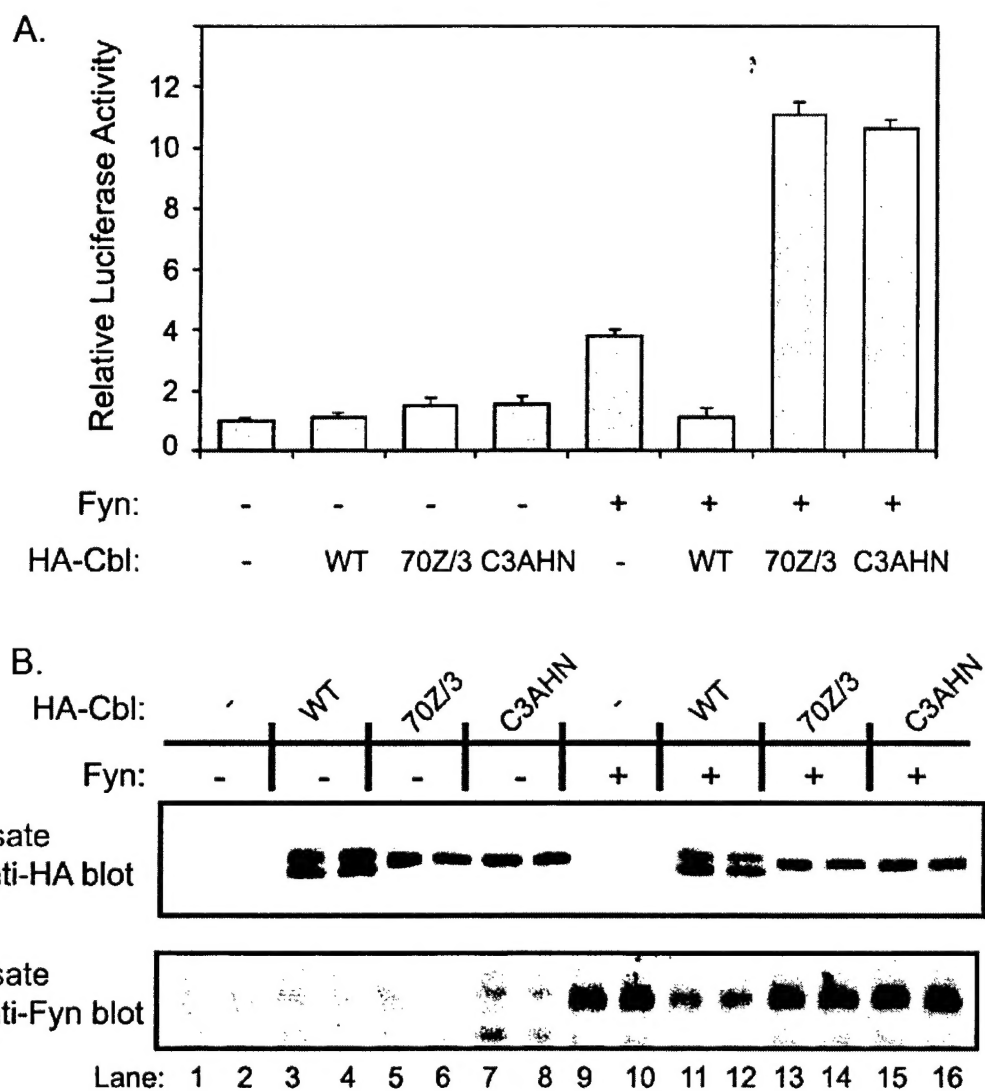 A.
Relative Luciferase Activity
12
10
8
6
4
2
0
Fyn: - - - - + + + +
HA-Cbl: - WT 70Z/3 C3AHN - WT 70Z/3 C3AHN
B.
HA-Cbl: - WT 70Z/3 C3AHN - WT 70Z/3 C3AHN
Fyn: - - - - + + + +
sate
ti-HA blot
sate
ti-Fyn blot
Lane: 1 2 3 4 5 6 7 8 9 10 11 12 13 14 15 16